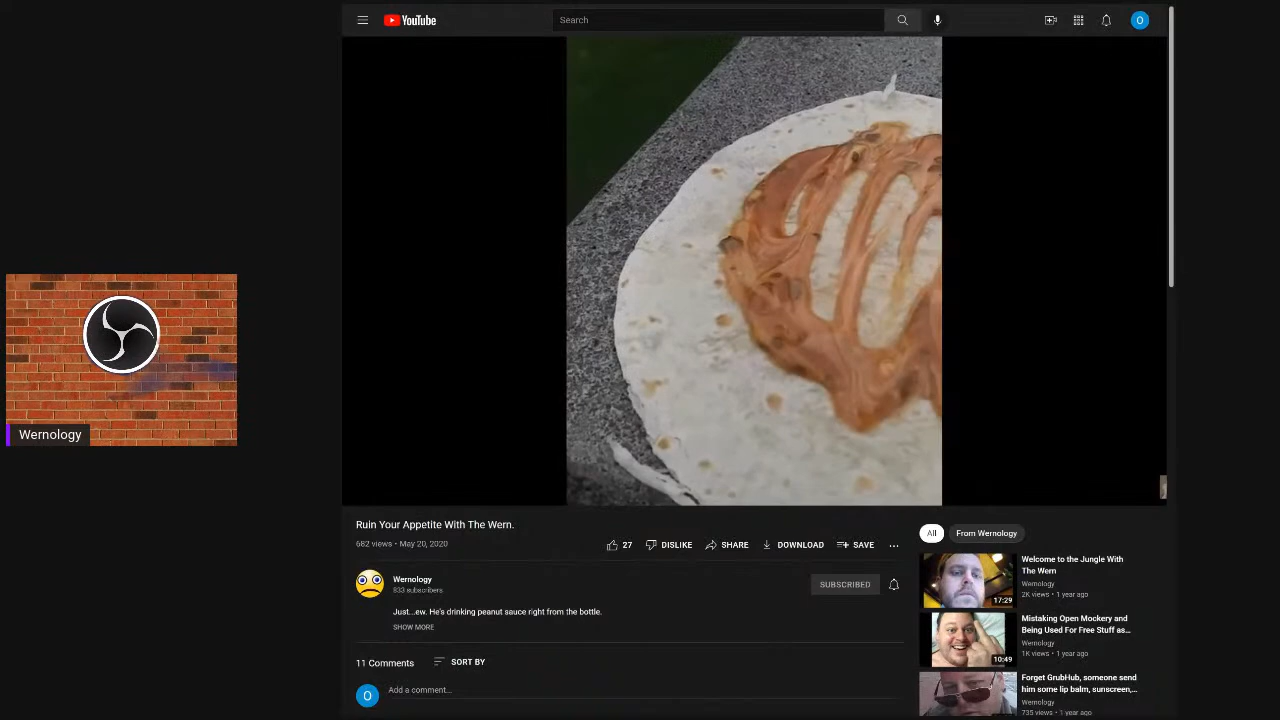 YouTube
Search
O
Wernology
Ruin Your Appetite With The Wern.
682 views • May 20, 2020
27
DISLIKE
SHARE
DOWNLOAD
SAVE
Wernology
833 subscribers
SUBSCRIBED
Just...ew. He's drinking peanut sauce right from the bottle.
SHOW MORE
11 Comments
SORT BY
O
Add a comment...
All
From Wernology
17:29
Welcome to the Jungle With
The Wern
Wernology
2K views • 1 year ago
10:49
Mistaking Open Mockery and
Being Used For Free Stuff as...
Wernology
1K views • 1 year ago
Forget GrubHub, someone send
him some lip balm, sunscreen,...
Wernology
735 views • 1 year ago